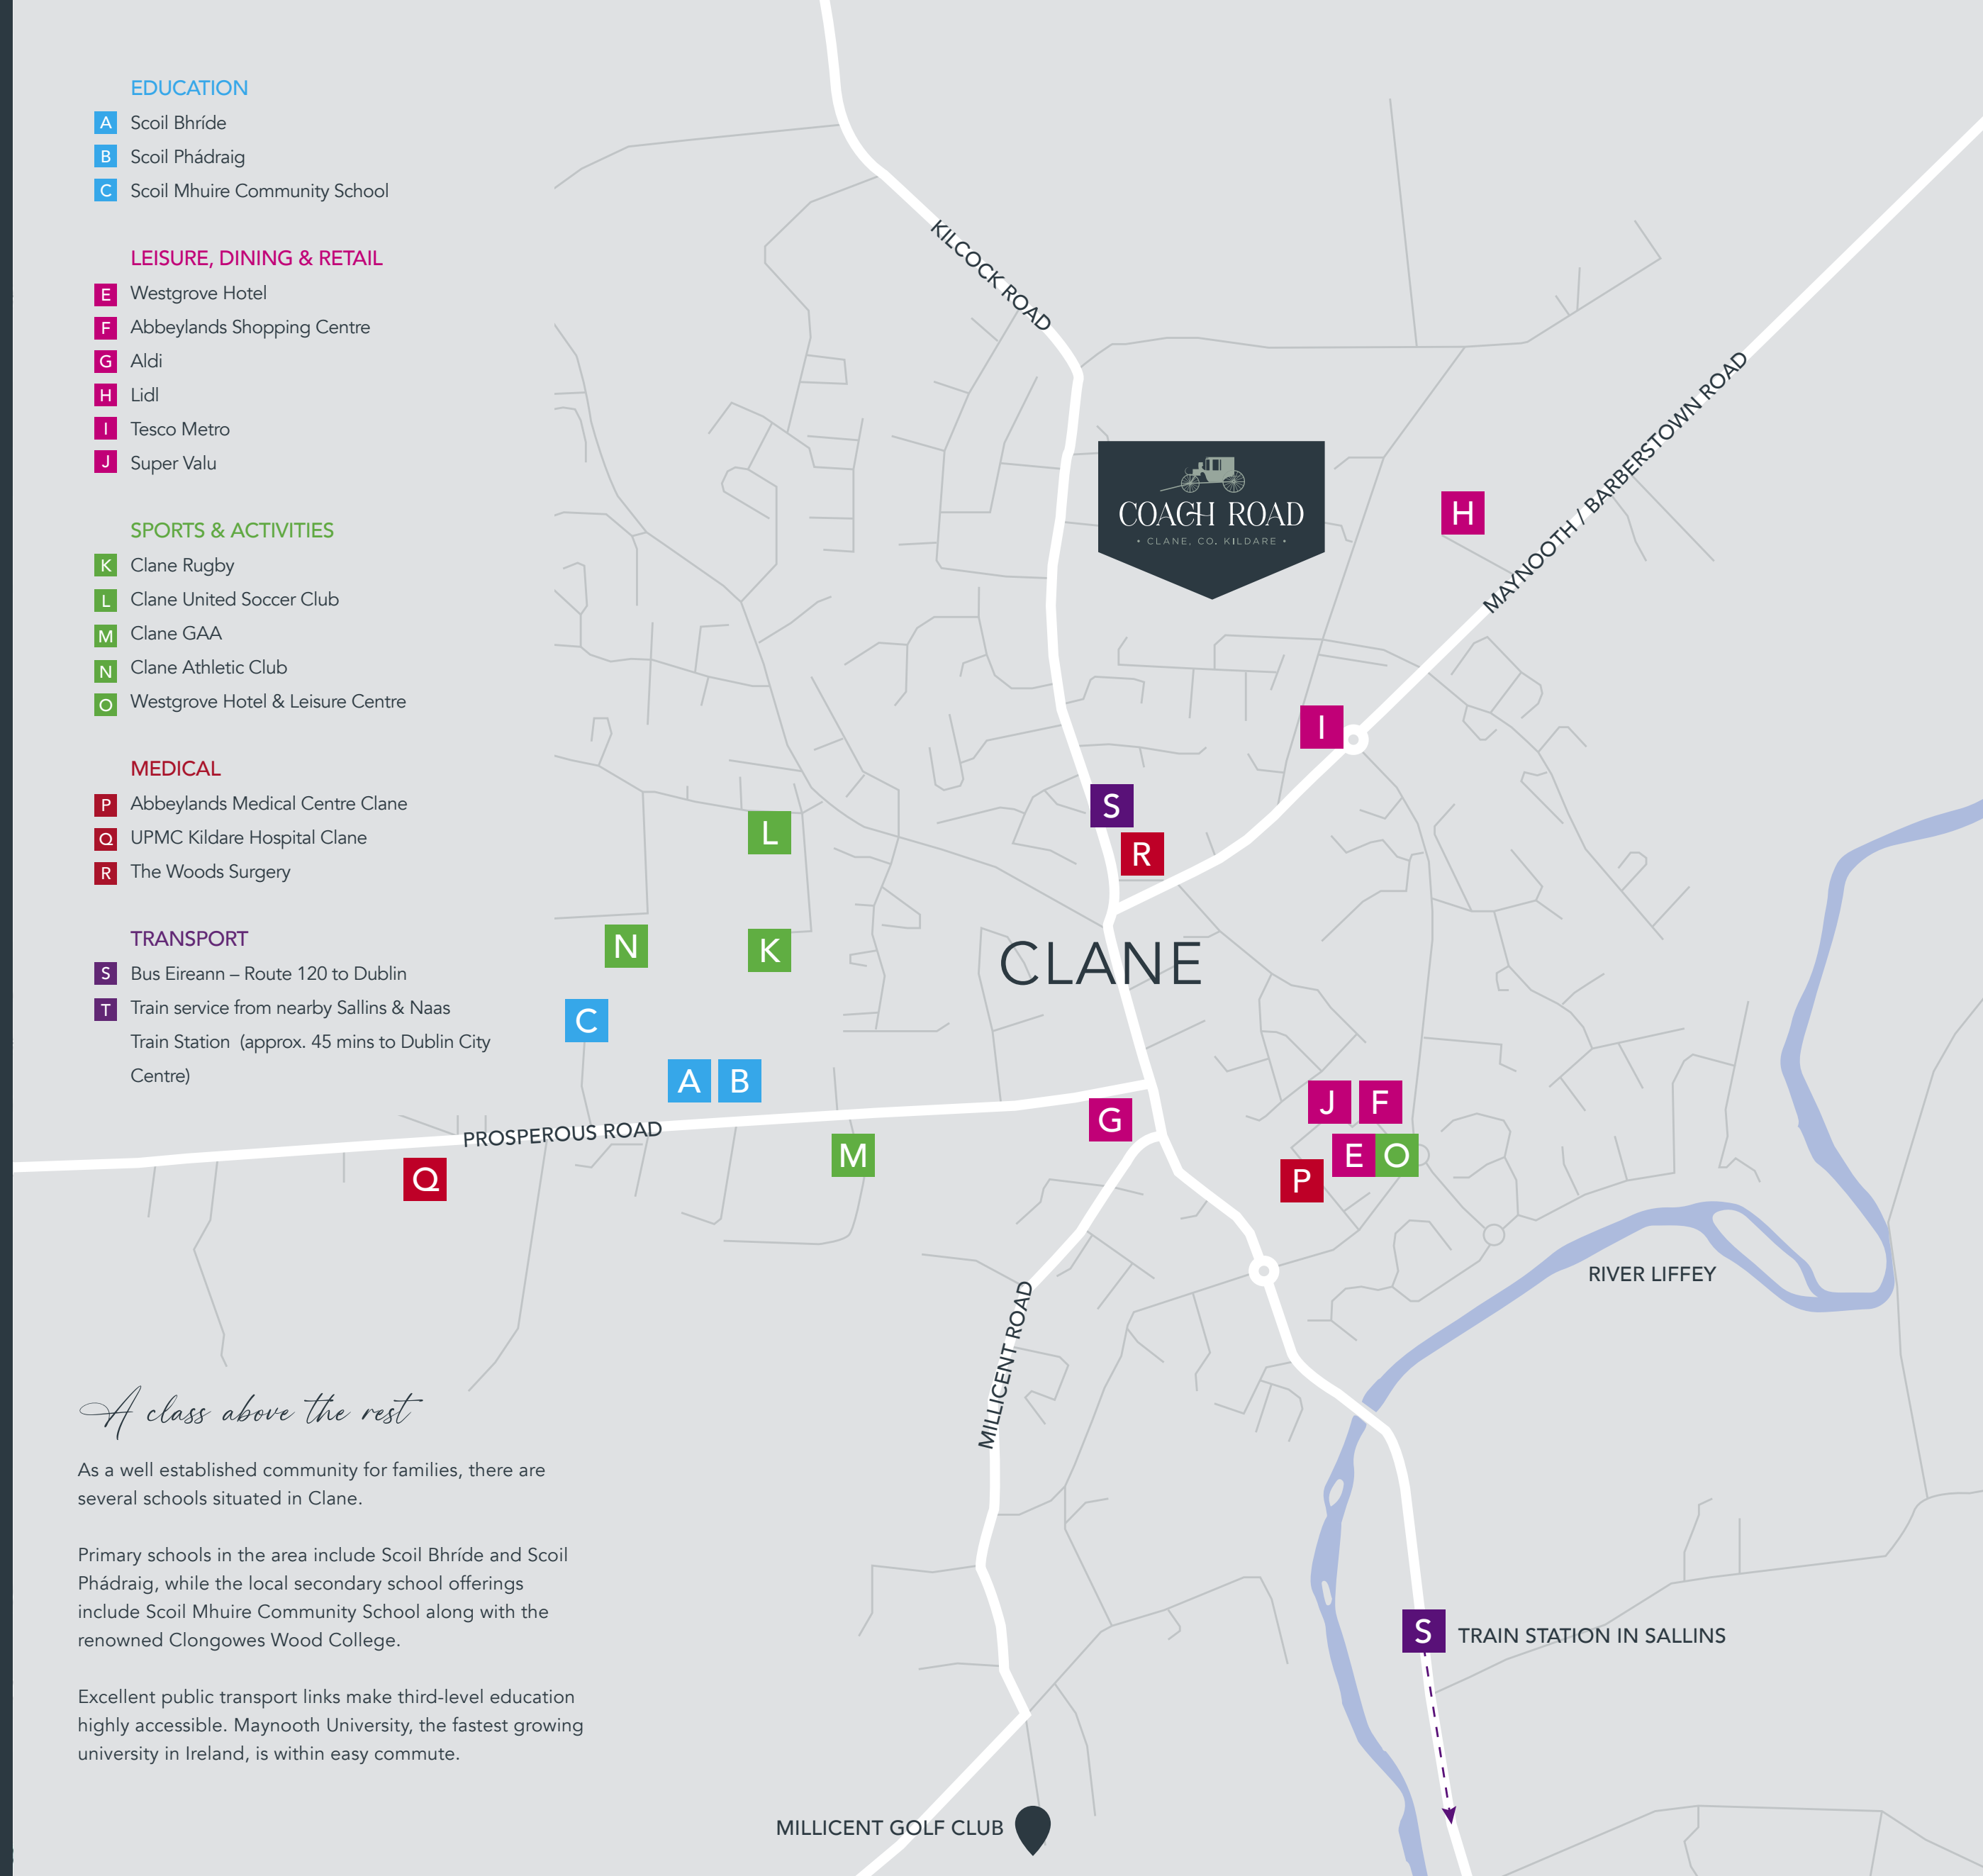 EDUCATION
A Scoil Bhríde
B Scoil Phádraig
C Scoil Mhuire Community School
LEISURE, DINING & RETAIL
E Westgrove Hotel
F Abbeylands Shopping Centre
G Aldi
H Lidl
I Tesco Metro
J Super Valu
SPORTS & ACTIVITIES
K Clane Rugby
L Clane United Soccer Club
M Clane GAA
N Clane Athletic Club
O Westgrove Hotel & Leisure Centre
MEDICAL
P Abbeylands Medical Centre Clane
Q UPMC Kildare Hospital Clane
R The Woods Surgery
TRANSPORT
S Bus Eireann – Route 120 to Dublin
T Train service from nearby Sallins & Naas
Train Station (approx. 45 mins to Dublin City
Centre)
KILCOCK ROAD
COACH ROAD
• CLANE, CO. KILDARE •
H
MAYNOOTH / BARBERSTOWN ROAD
I
S
L
R
N
K
CLANE
C
A B
J F
G
PROSPEROUS ROAD
M
E O
Q
P
RIVER LIFFEY
MILLICENT ROAD
S TRAIN STATION IN SALLINS
MILLICENT GOLF CLUB
A class above the rest
As a well established community for families, there are
several schools situated in Clane.
Primary schools in the area include Scoil Bhríde and Scoil
Phádraig, while the local secondary school offerings
include Scoil Mhuire Community School along with the
renowned Clongowes Wood College.
Excellent public transport links make third-level education
highly accessible. Maynooth University, the fastest growing
university in Ireland, is within easy commute.